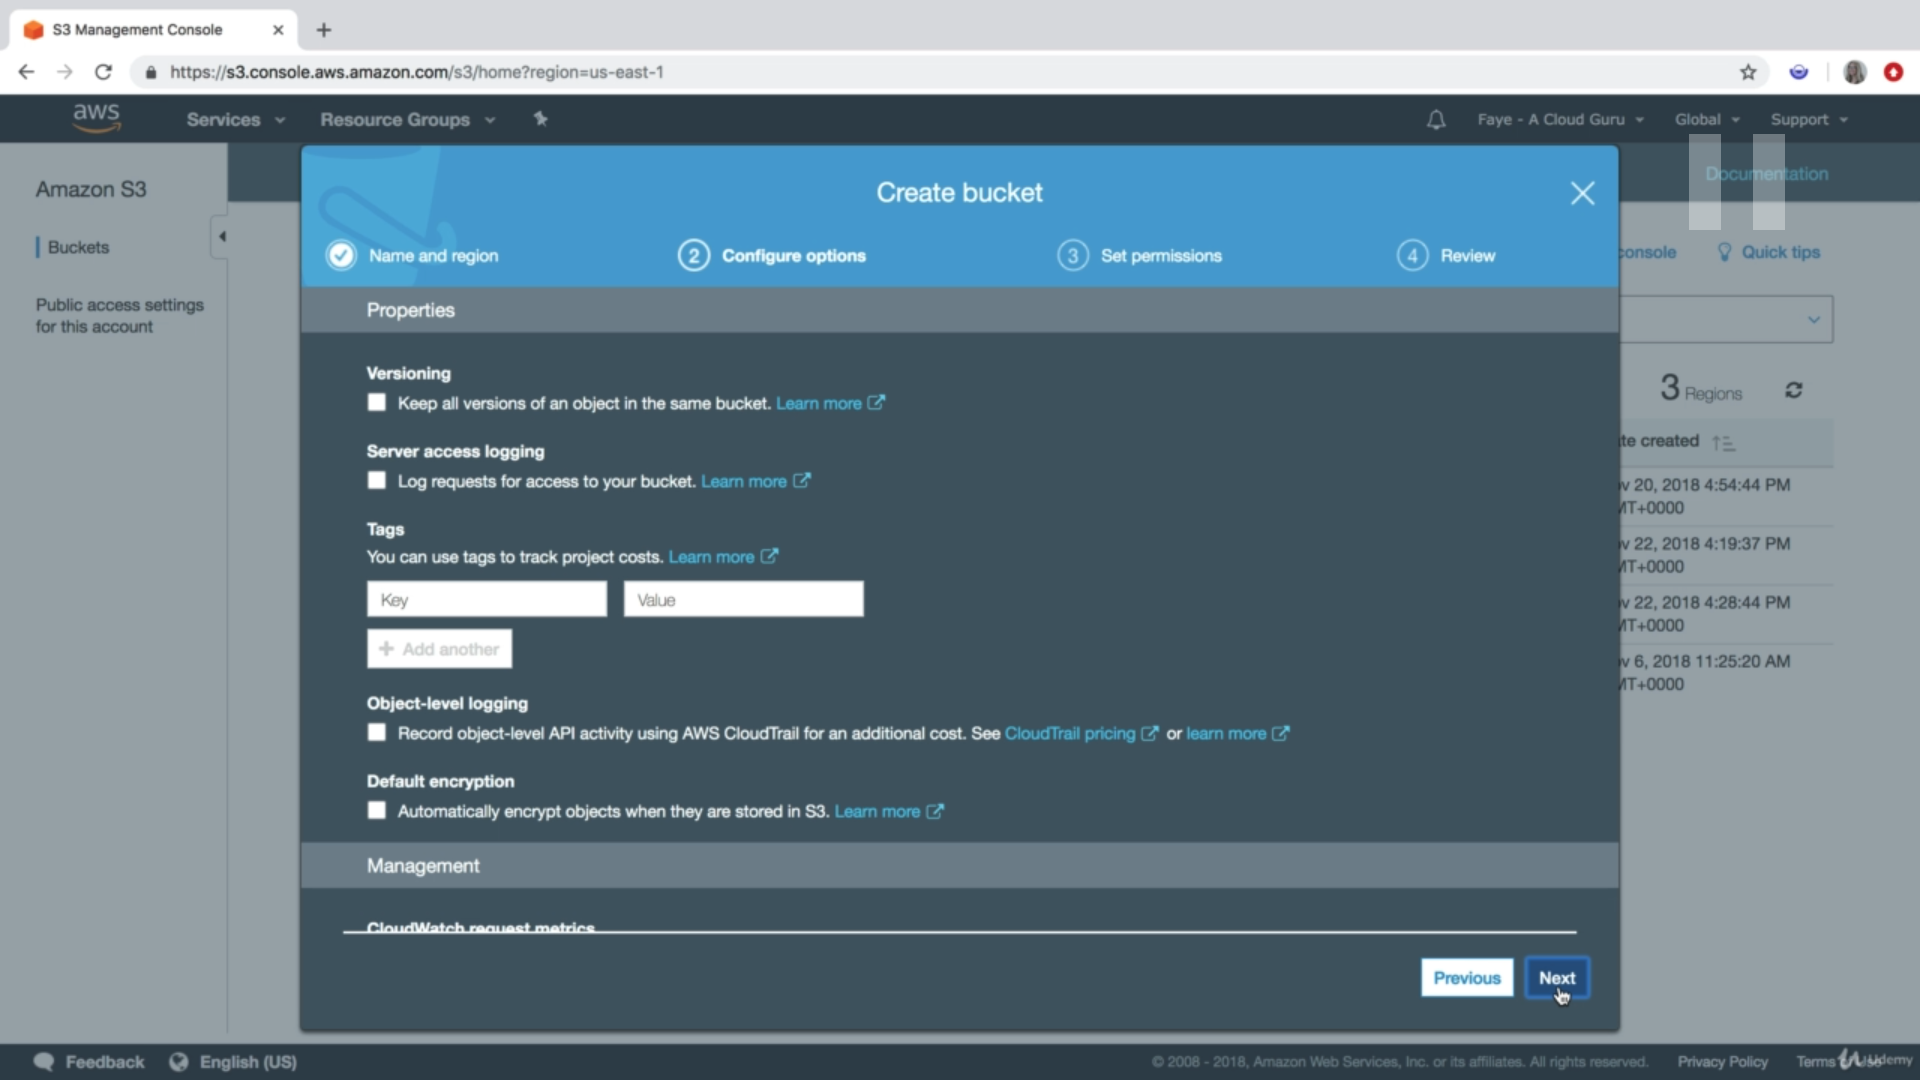 S3 Management Console
https://s3.console.aws.amazon.com/s3/home?region=us-east-1
aws
Services
Resource Groups
Faye - A Cloud Guru
Global
Support
Amazon S3
Buckets
Public access settings
for this account
Documentation
console
Quick tips
Create bucket
Name and region
2 Configure options
3 Set permissions
4 Review
Properties
Versioning
Keep all versions of an object in the same bucket. Learn more
Server access logging
Log requests for access to your bucket. Learn more
Tags
You can use tags to track project costs. Learn more
Key
Value
+ Add another
Object-level logging
Record object-level API activity using AWS CloudTrail for an additional cost. See CloudTrail pricing or learn more
Default encryption
Automatically encrypt objects when they are stored in S3. Learn more
Management
CloudWatch request metrics
Previous
Next
3 Regions
te created
v 20, 2018 4:54:44 PM
MT+0000
v 22, 2018 4:19:37 PM
MT+0000
v 22, 2018 4:28:44 PM
MT+0000
v 6, 2018 11:25:20 AM
MT+0000
Feedback
English (US)
© 2008 - 2018, Amazon Web Services, Inc. or its affiliates. All rights reserved.
Privacy Policy
Terms
Udemy